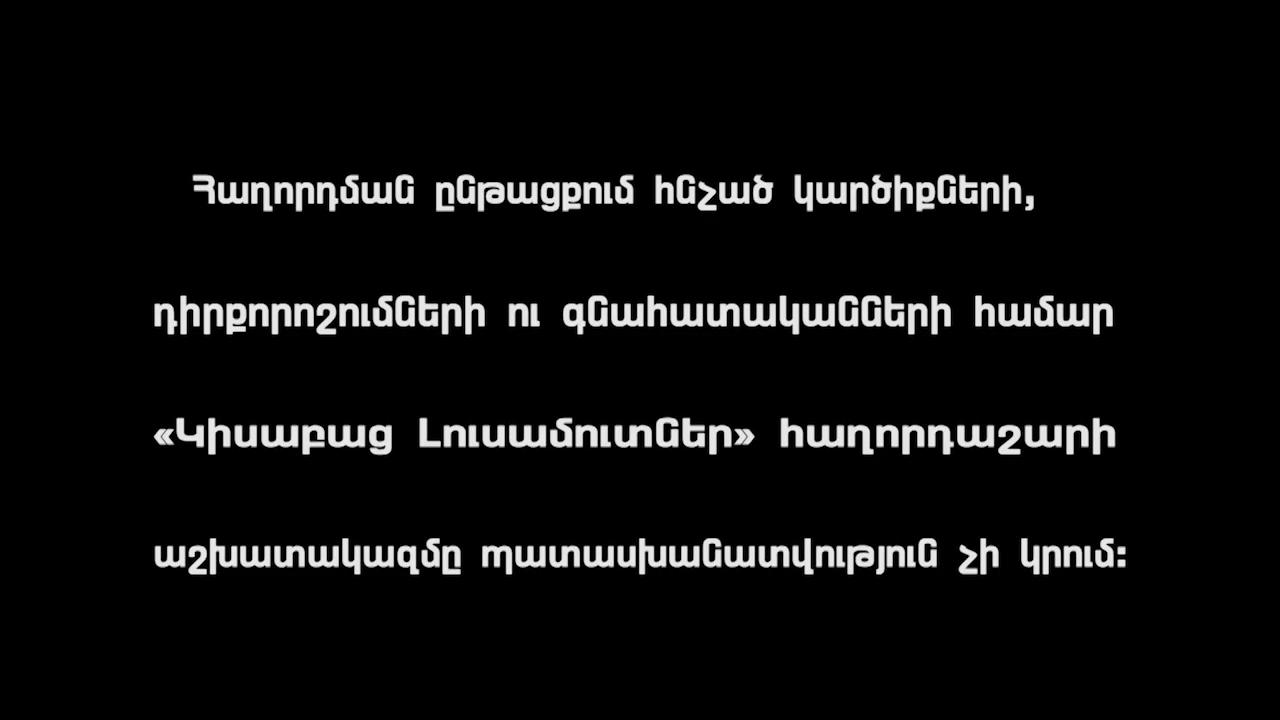 Հաղորդման ընթացքում հնչած կարծիքների,
դիրքորոշումների ու գնահատականների համար
«Կիսաբաց Լուսամուտներ» հաղորդաշարի
աշխատակազմը պատասխանատվություն չի կրում: